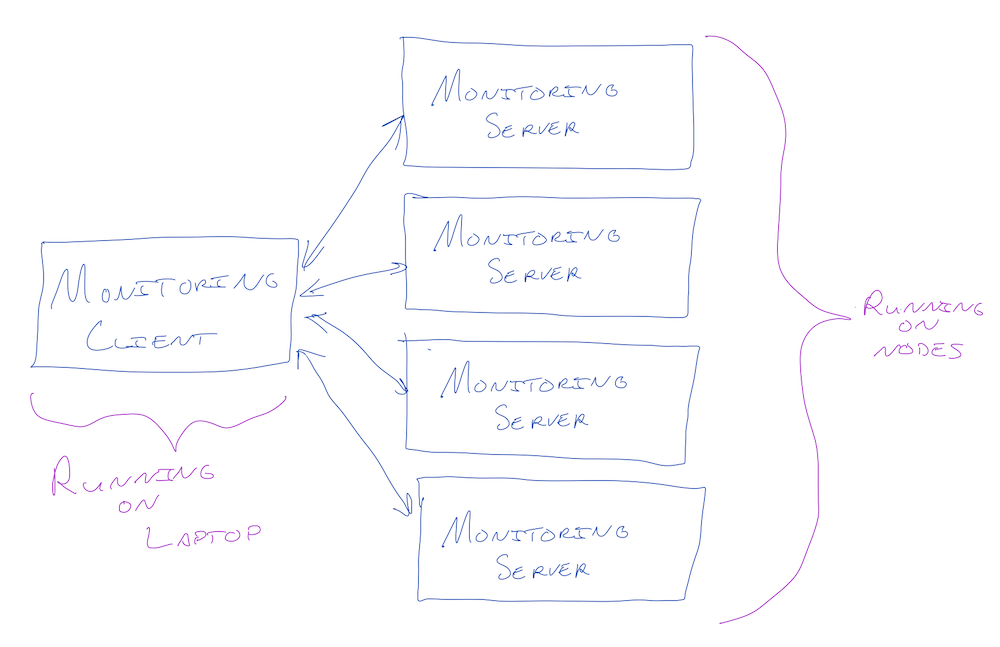 Monitoring
Server
Monitoring
Server
Monitoring
Client
Monitoring
Server
Monitoring
Server
Running
on
Laptop
Running
on
nodes